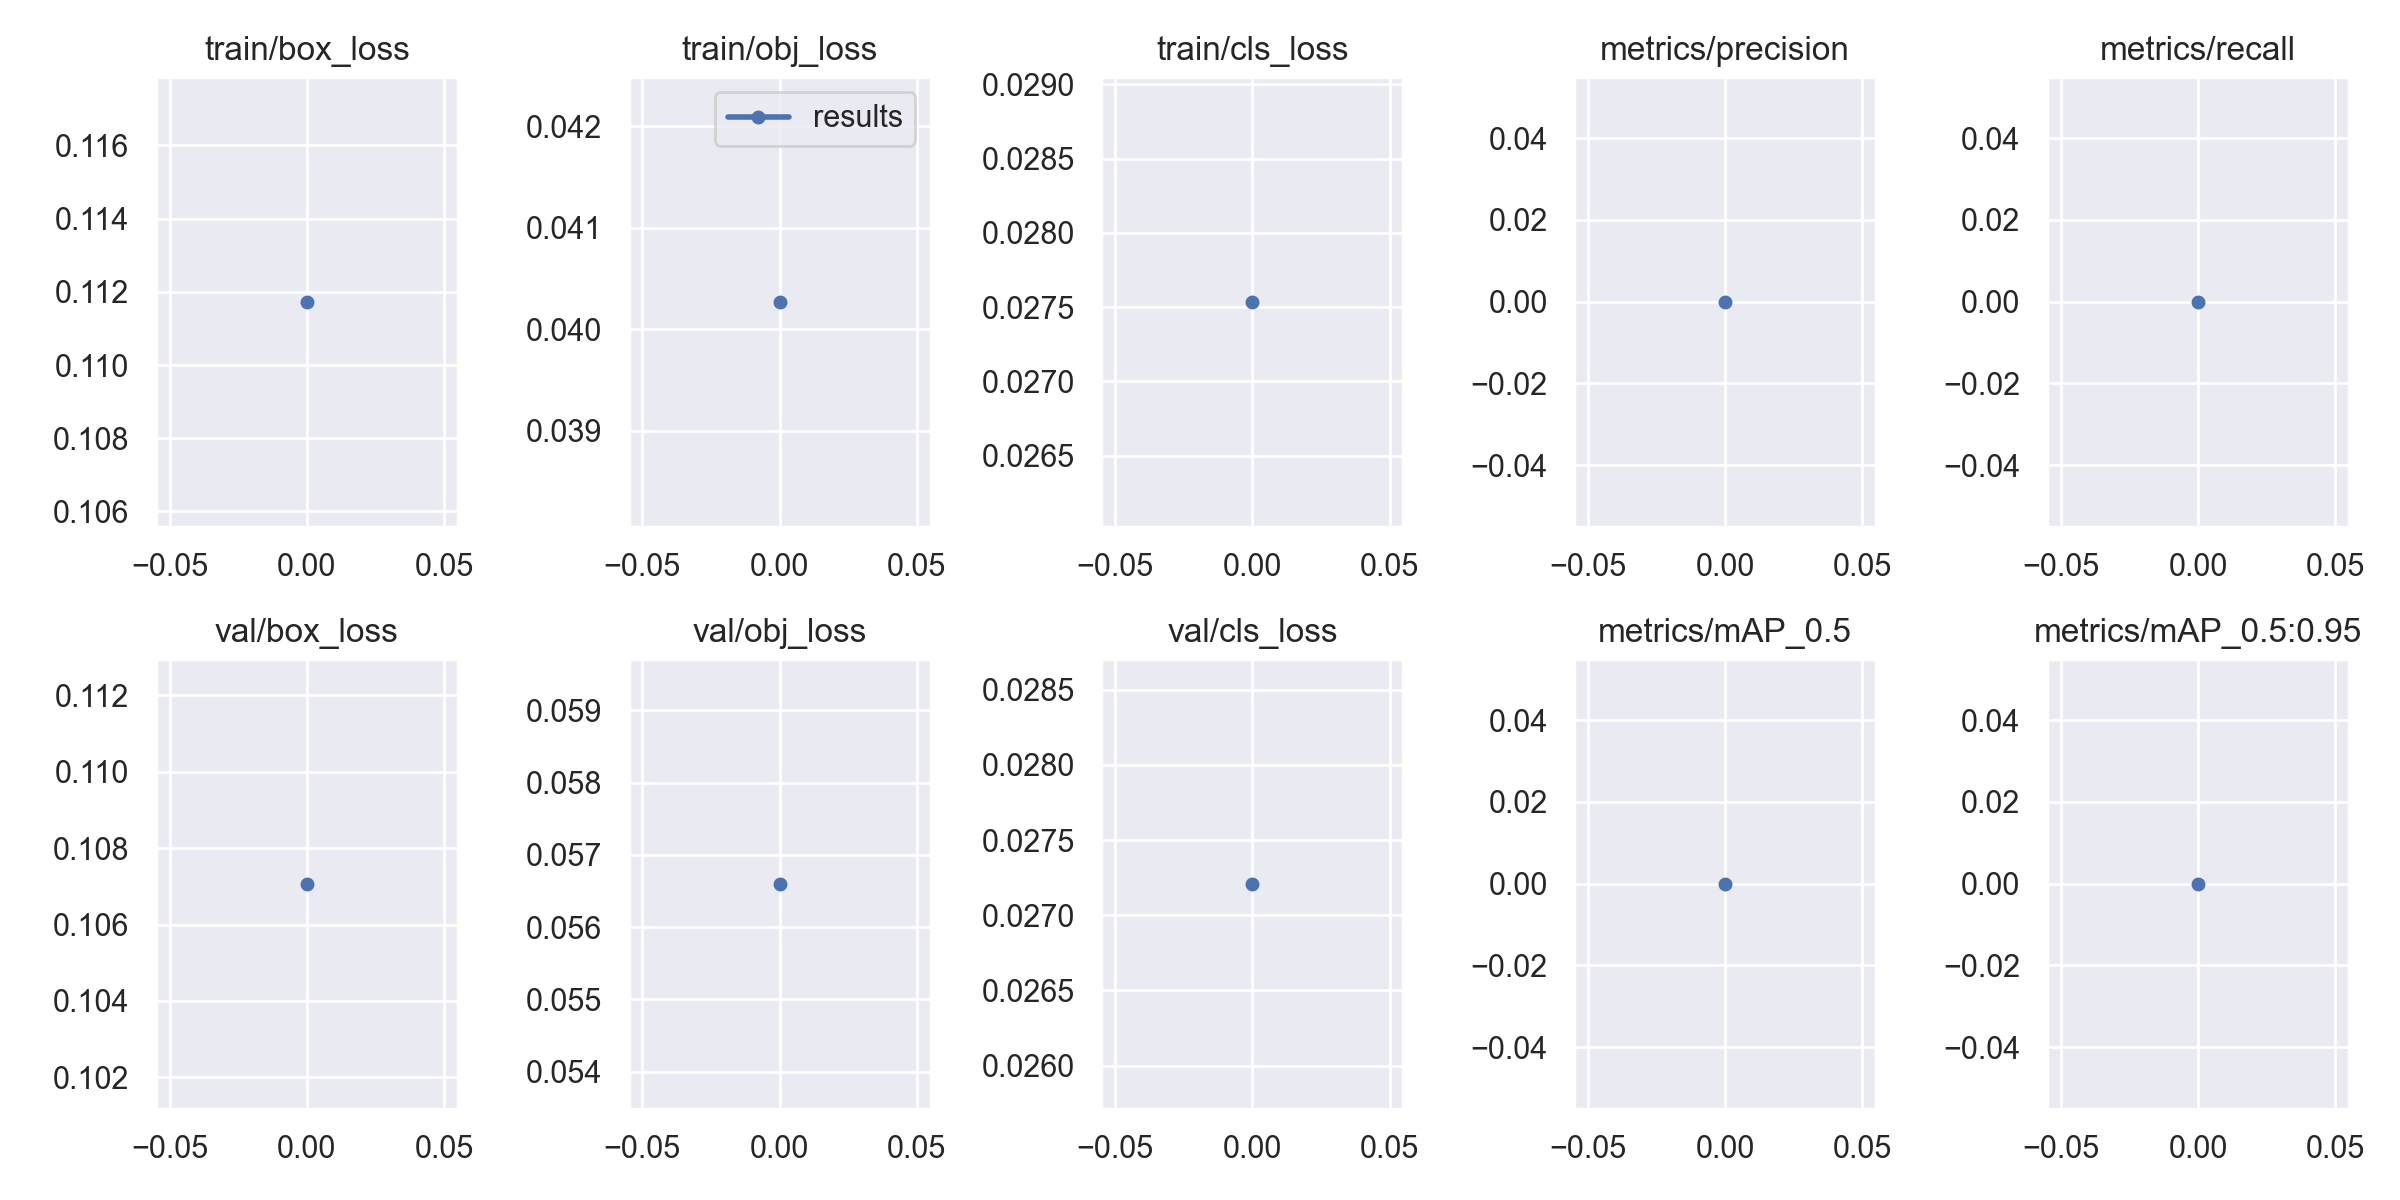 train/box_loss
0.116
0.114
0.112
0.110
0.108
0.106
−0.05 0.00 0.05
train/obj_loss
results
0.042
0.041
0.040
0.039
−0.05 0.00 0.05
train/cls_loss
0.0290
0.0285
0.0280
0.0275
0.0270
0.0265
−0.05 0.00 0.05
metrics/precision
0.04
0.02
0.00
−0.02
−0.04
−0.05 0.00 0.05
metrics/recall
0.04
0.02
0.00
−0.02
−0.04
−0.05 0.00 0.05
val/box_loss
0.112
0.110
0.108
0.106
0.104
0.102
−0.05 0.00 0.05
val/obj_loss
0.059
0.058
0.057
0.056
0.055
0.054
−0.05 0.00 0.05
val/cls_loss
0.0285
0.0280
0.0275
0.0270
0.0265
0.0260
−0.05 0.00 0.05
metrics/mAP_0.5
0.04
0.02
0.00
−0.02
−0.04
−0.05 0.00 0.05
metrics/mAP_0.5:0.95
0.04
0.02
0.00
−0.02
−0.04
−0.05 0.00 0.05